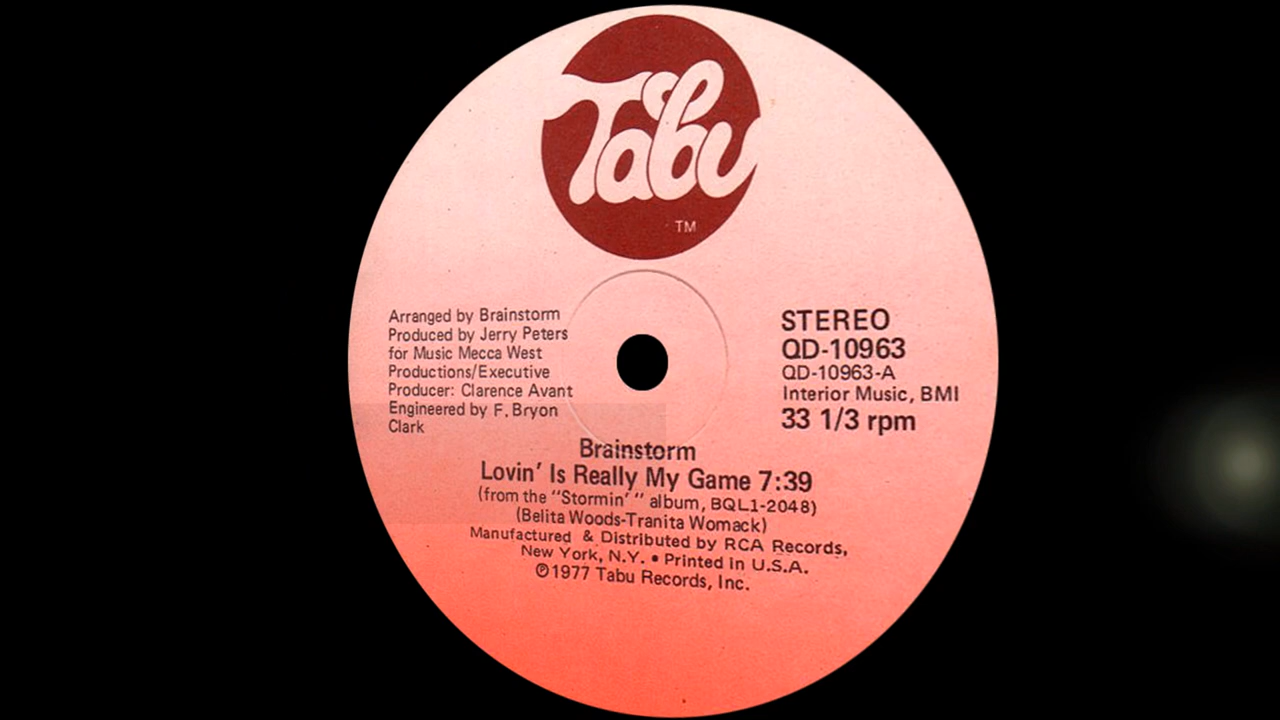 Tabu
TM
Arranged by Brainstorm
Produced by Jerry Peters
for Music Mecca West
Productions/Executive
Producer: Clarence Avant
Engineered by F. Bryon
Clark
STEREO
QD-10963
QD-10963-A
Interior Music, BMI
33 1/3 rpm
Brainstorm
Lovin' Is Really My Game 7:39
(from the "Stormin' " album, BQL1-2048)
(Belita Woods-Tranita Womack)
Manufactured & Distributed by RCA Records,
New York, N.Y. • Printed in U.S.A.
℗1977 Tabu Records, Inc.